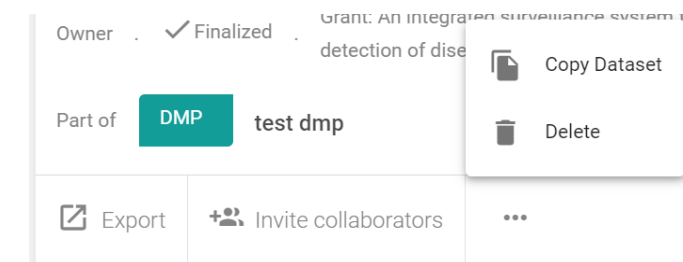 Owner . Finalized . Grant: An integrated surveillance system
detection of dise
Part of DMP test dmp
Copy Dataset
Delete
Export Invite collaborators ...